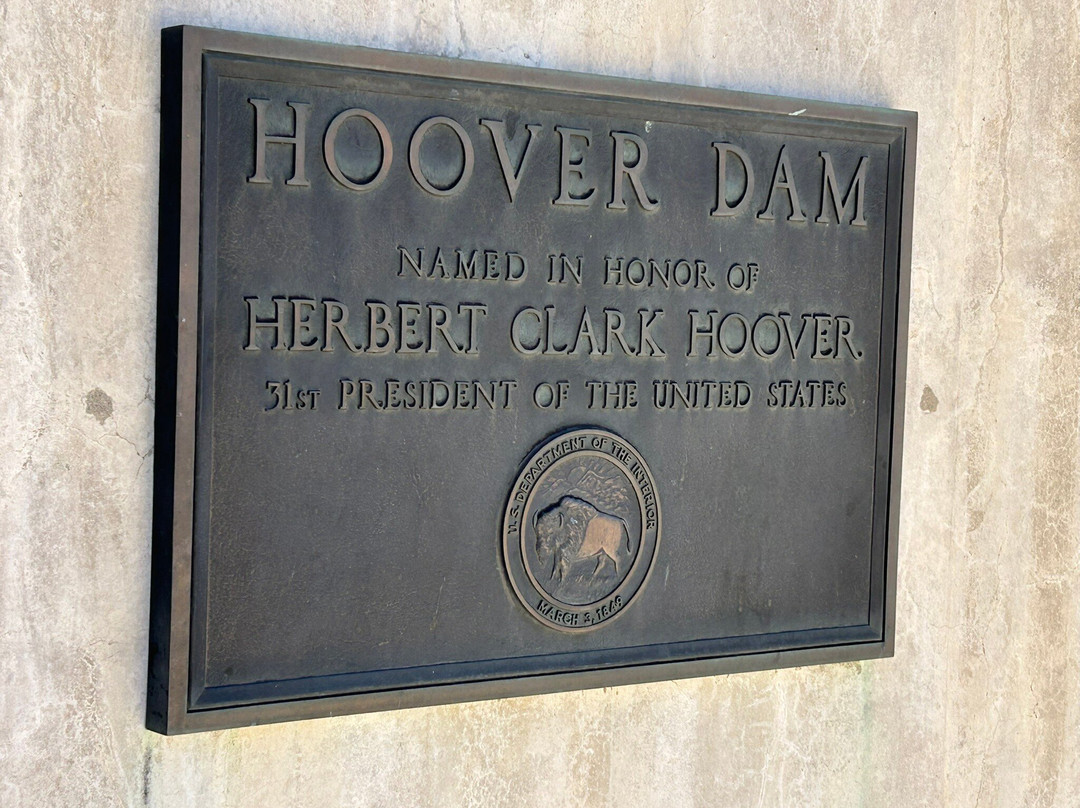 HOOVER DAM
NAMED IN HONOR OF
HERBERT CLARK HOOVER
31ST PRESIDENT OF THE UNITED STATES
U. S. DEPARTMENT OF THE INTERIOR
MARCH 3, 1849